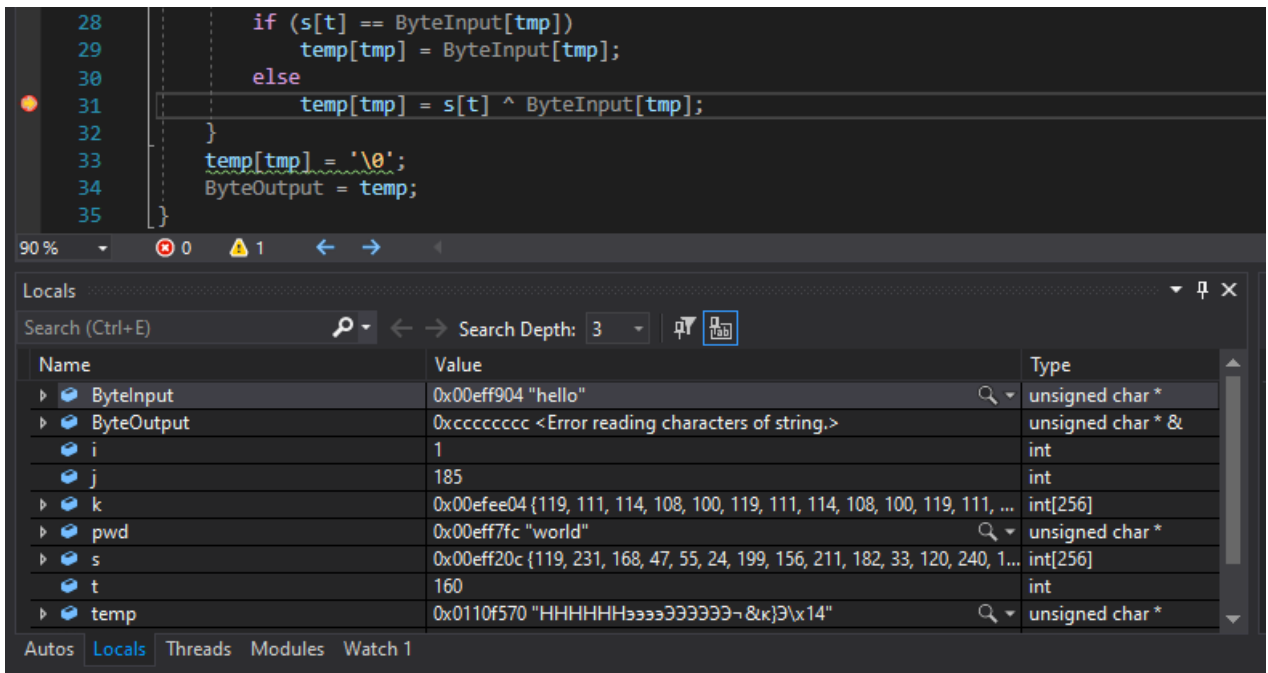 28 if (s[t] == ByteInput[tmp])
29 temp[tmp] = ByteInput[tmp];
30 else
31 temp[tmp] = s[t] ^ ByteInput[tmp];
32 }
33 temp[tmp] = '\0';
34 ByteOutput = temp;
35 }
90 % 0 1
Locals
Search (Ctrl+E) Search Depth: 3
Name Value Type
ByteInput 0x00eff904 "hello" unsigned char *
ByteOutput 0xcccccccc <Error reading characters of string.> unsigned char * &
i 1 int
j 185 int
k 0x00efee04 {119, 111, 114, 108, 100, 119, 111, 114, 108, 100, 119, 111, ... int[256]
pwd 0x00eff7fc "world" unsigned char *
s 0x00eff20c {119, 231, 168, 47, 55, 24, 199, 156, 211, 182, 33, 120, 240, 1... int[256]
t 160 int
temp 0x0110f570 "ННННННээээЭЭЭЭЭЭ¬&к}Э\x14" unsigned char *
Autos Locals Threads Modules Watch 1